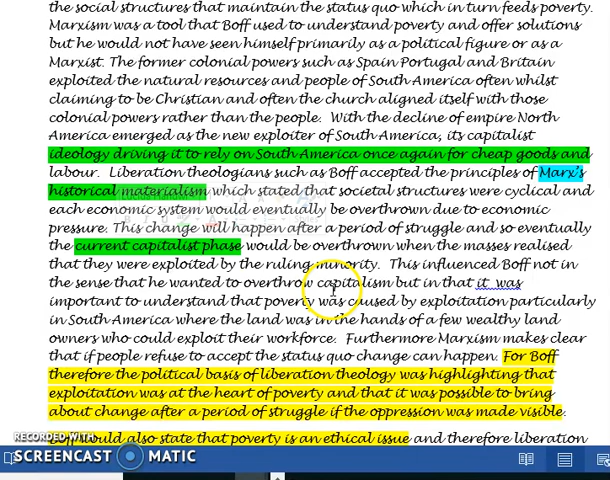 the social structures that maintain the status quo which in turn feeds poverty.
Marxism was a tool that Boff used to understand poverty and offer solutions
but he would not have seen himself primarily as a political figure or as a
Marxist. The former colonial powers such as Spain Portugal and Britain
exploited the natural resources and people of South America often whilst
claiming to be Christian and often the church aligned itself with those
colonial powers rather than the people. With the decline of empire North
America emerged as the new exploiter of South America, its capitalist
ideology driving it to rely on South America once again for cheap goods and
labour. Liberation theologians such as Boff accepted the principles of Marx's
historical materialism which stated that societal structures were cyclical and
each economic system would eventually be overthrown due to economic
pressure. This change will happen after a period of struggle and so eventually
the current capitalist phase would be overthrown when the masses realised
that they were exploited by the ruling minority. This influenced Boff not in
the sense that he wanted to overthrow capitalism but in that it was
important to understand that poverty was caused by exploitation particularly
in South America where the land was in the hands of a few wealthy land
owners who could exploit their workforce. Furthermore Marxism makes clear
that if people refuse to accept the status quo change can happen. For Boff
therefore the political basis of liberation theology was highlighting that
exploitation was at the heart of poverty and that it was possible to bring
about change after a period of struggle if the oppression was made visible.
Boff would also state that poverty is an ethical issue and therefore liberation
RECORDED WITH
SCREENCAST MATIC